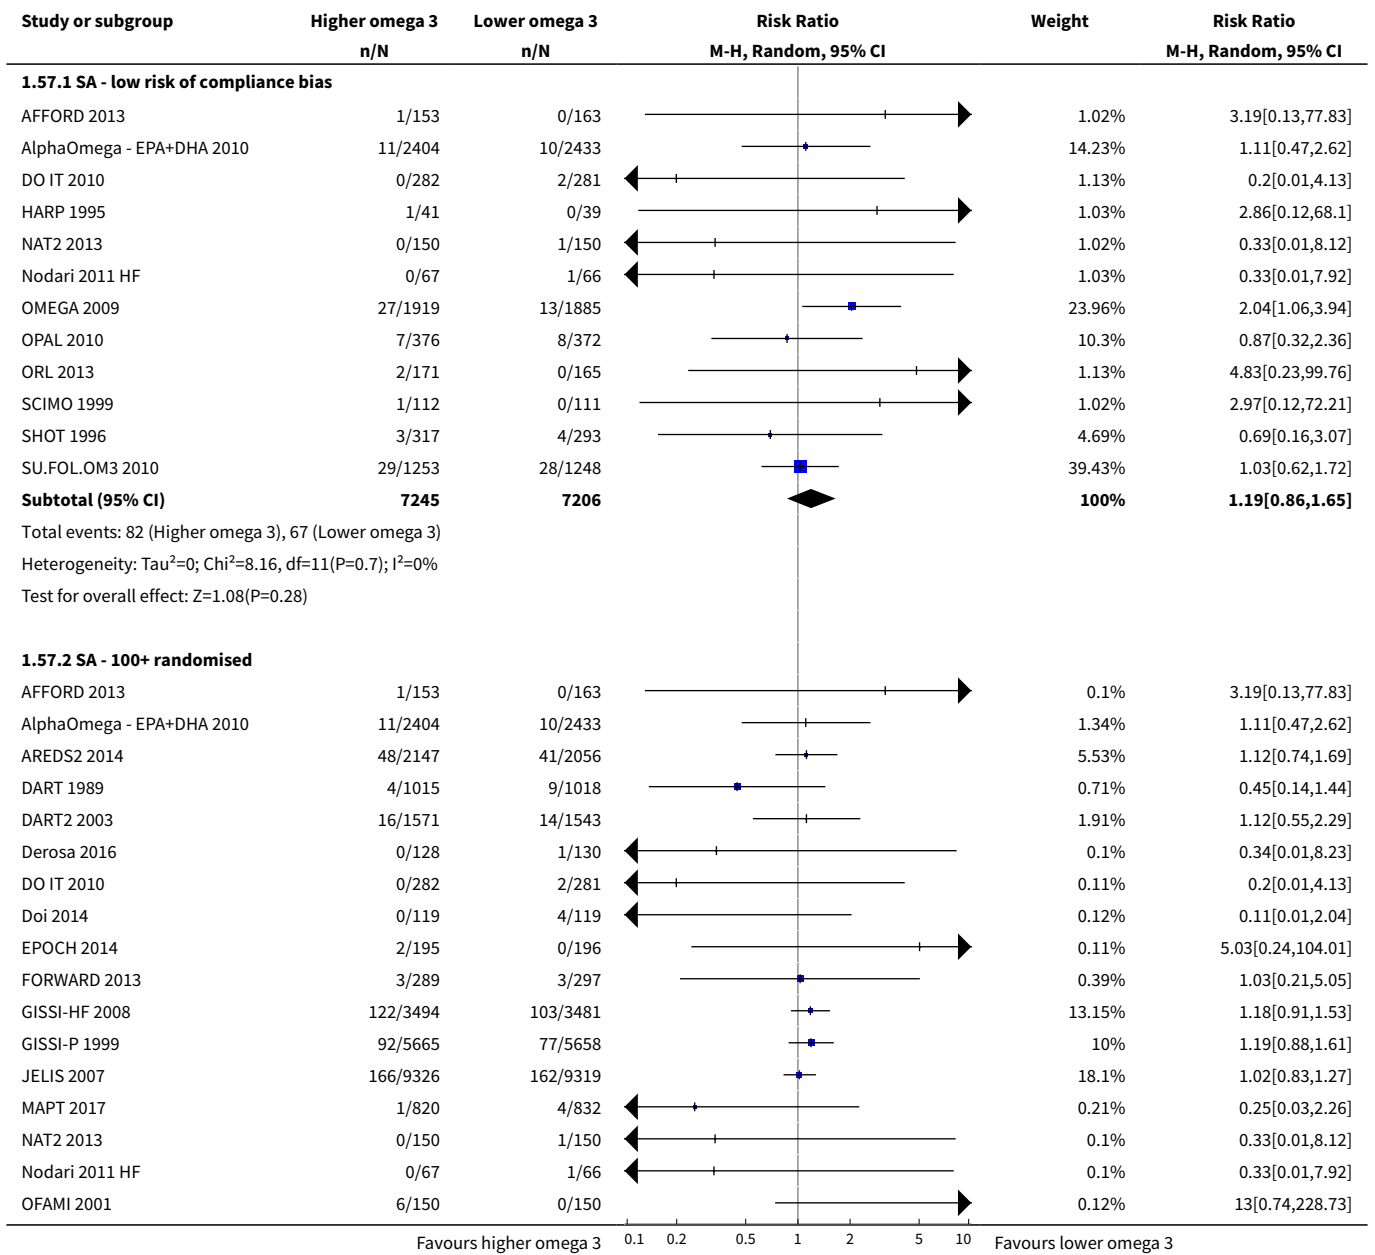 Study or subgroup Higher omega 3 Lower omega 3 Risk Ratio Weight Risk Ratio
n/N n/N M-H, Random, 95% CI M-H, Random, 95% CI
1.57.1 SA - low risk of compliance bias
AFFORD 2013 1/153 0/163 1.02% 3.19[0.13,77.83]
AlphaOmega - EPA+DHA 2010 11/2404 10/2433 14.23% 1.11[0.47,2.62]
DO IT 2010 0/282 2/281 1.13% 0.2[0.01,4.13]
HARP 1995 1/41 0/39 1.03% 2.86[0.12,68.1]
NAT2 2013 0/150 1/150 1.02% 0.33[0.01,8.12]
Nodari 2011 HF 0/67 1/66 1.03% 0.33[0.01,7.92]
OMEGA 2009 27/1919 13/1885 23.96% 2.04[1.06,3.94]
OPAL 2010 7/376 8/372 10.3% 0.87[0.32,2.36]
ORL 2013 2/171 0/165 1.13% 4.83[0.23,99.76]
SCIMO 1999 1/112 0/111 1.02% 2.97[0.12,72.21]
SHOT 1996 3/317 4/293 4.69% 0.69[0.16,3.07]
SU.FOL.OM3 2010 29/1253 28/1248 39.43% 1.03[0.62,1.72]
Subtotal (95% CI) 7245 7206 100% 1.19[0.86,1.65]
Total events: 82 (Higher omega 3), 67 (Lower omega 3)
Heterogeneity: Tau²=0; Chi²=8.16, df=11(P=0.7); I²=0%
Test for overall effect: Z=1.08(P=0.28)
1.57.2 SA - 100+ randomised
AFFORD 2013 1/153 0/163 0.1% 3.19[0.13,77.83]
AlphaOmega - EPA+DHA 2010 11/2404 10/2433 1.34% 1.11[0.47,2.62]
AREDS2 2014 48/2147 41/2056 5.53% 1.12[0.74,1.69]
DART 1989 4/1015 9/1018 0.71% 0.45[0.14,1.44]
DART2 2003 16/1571 14/1543 1.91% 1.12[0.55,2.29]
Derosa 2016 0/128 1/130 0.1% 0.34[0.01,8.23]
DO IT 2010 0/282 2/281 0.11% 0.2[0.01,4.13]
Doi 2014 0/119 4/119 0.12% 0.11[0.01,2.04]
EPOCH 2014 2/195 0/196 0.11% 5.03[0.24,104.01]
FORWARD 2013 3/289 3/297 0.39% 1.03[0.21,5.05]
GISSI-HF 2008 122/3494 103/3481 13.15% 1.18[0.91,1.53]
GISSI-P 1999 92/5665 77/5658 10% 1.19[0.88,1.61]
JELIS 2007 166/9326 162/9319 18.1% 1.02[0.83,1.27]
MAPT 2017 1/820 4/832 0.21% 0.25[0.03,2.26]
NAT2 2013 0/150 1/150 0.1% 0.33[0.01,8.12]
Nodari 2011 HF 0/67 1/66 0.1% 0.33[0.01,7.92]
OFAMI 2001 6/150 0/150 0.12% 13[0.74,228.73]
Favours higher omega 3 0.1 0.2 0.5 1 2 5 10 Favours lower omega 3